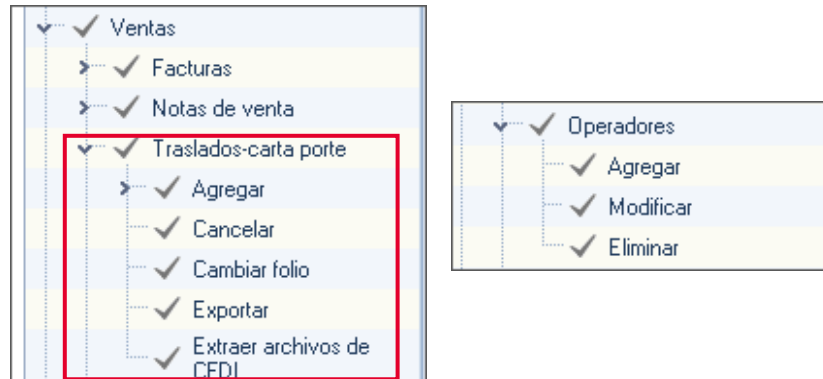 Ventas
Facturas
Notas de venta
Traslados-carta porte
Agregar
Cancelar
Cambiar folio
Exportar
Extraer archivos de
CFDI
Operadores
Agregar
Modificar
Eliminar